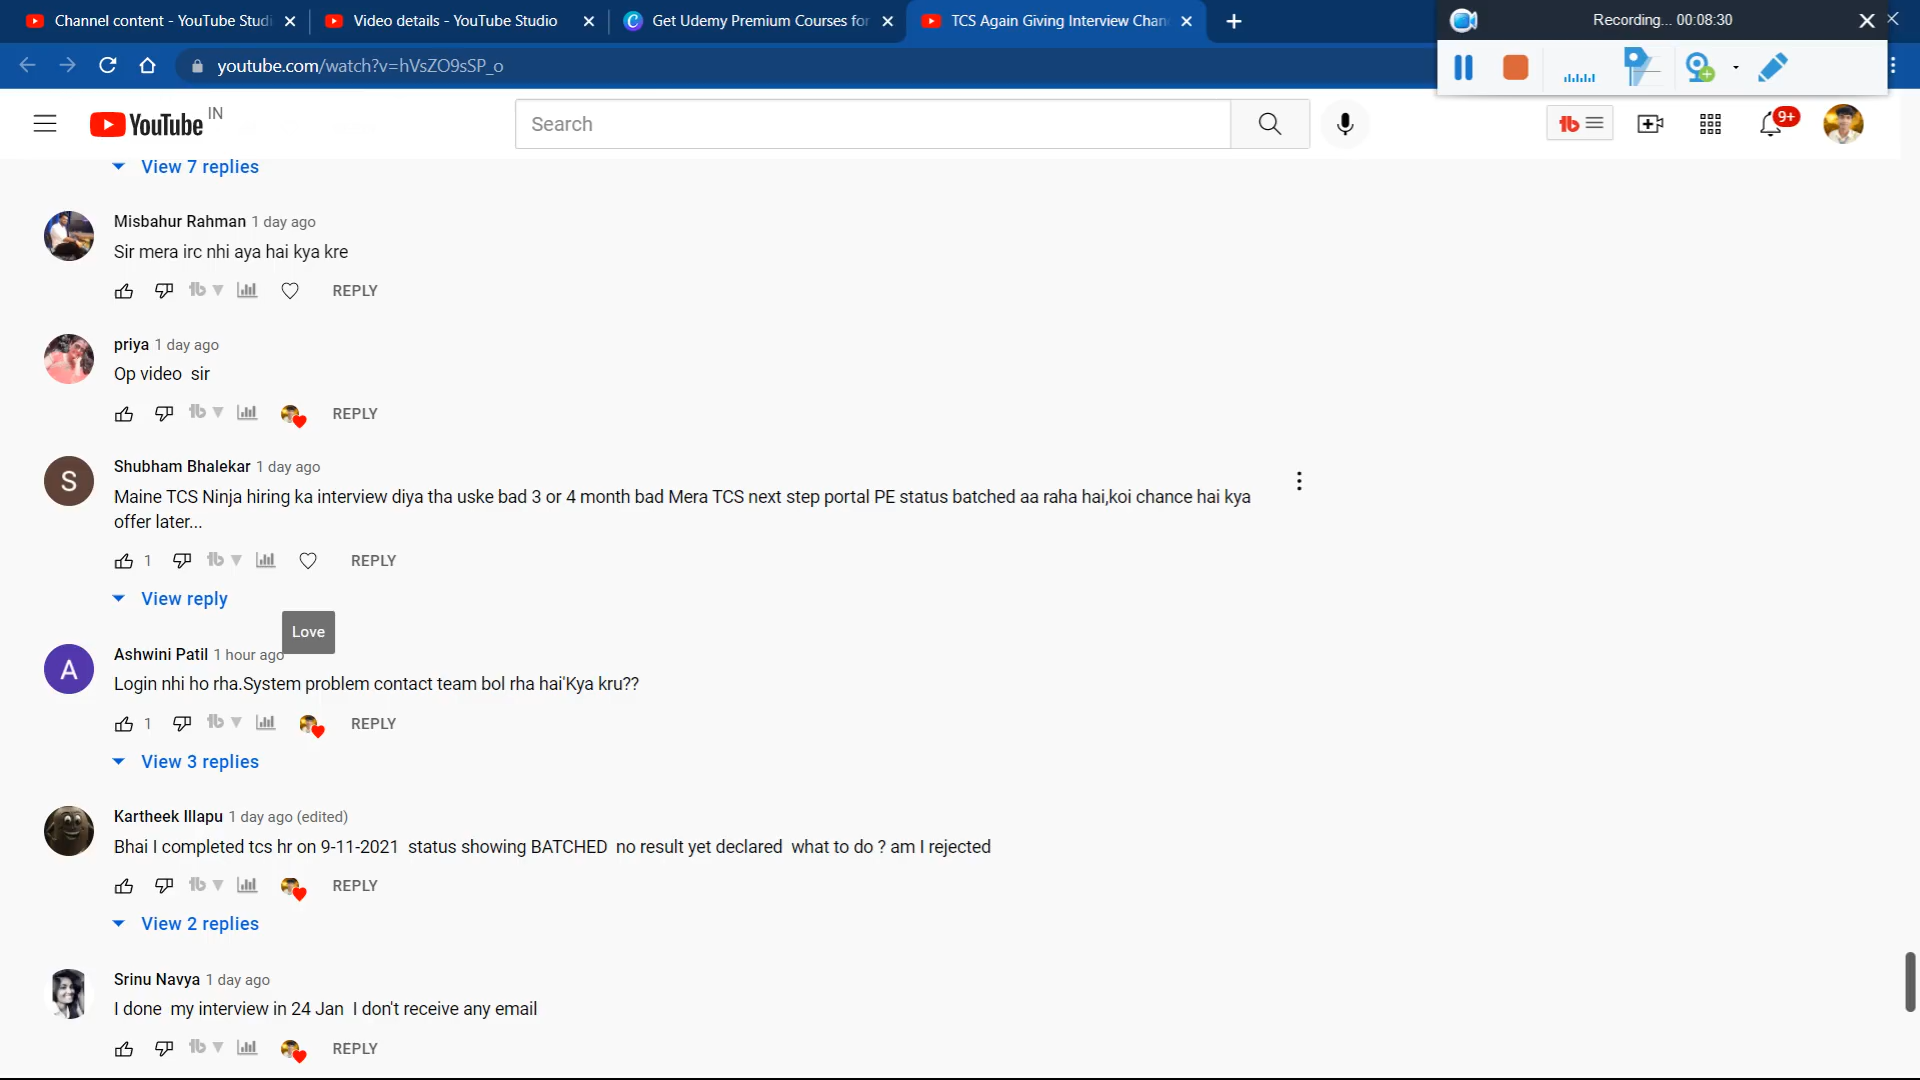 Channel content - YouTube Studi
Video details - YouTube Studio
Get Udemy Premium Courses for
TCS Again Giving Interview Chan
Recording... 00:08:30
youtube.com/watch?v=hVsZO9sSP_o
YouTube IN
Search
9+
View 7 replies
Misbahur Rahman 1 day ago
Sir mera irc nhi aya hai kya kre
REPLY
priya 1 day ago
Op video sir
REPLY
Shubham Bhalekar 1 day ago
Maine TCS Ninja hiring ka interview diya tha uske bad 3 or 4 month bad Mera TCS next step portal PE status batched aa raha hai,koi chance hai kya
offer later...
1 REPLY
View reply
Love
Ashwini Patil 1 hour ago
Login nhi ho rha.System problem contact team bol rha hai'Kya kru??
1 REPLY
View 3 replies
Kartheek Illapu 1 day ago (edited)
Bhai I completed tcs hr on 9-11-2021 status showing BATCHED no result yet declared what to do ? am I rejected
REPLY
View 2 replies
Srinu Navya 1 day ago
I done my interview in 24 Jan I don't receive any email
REPLY
S
A